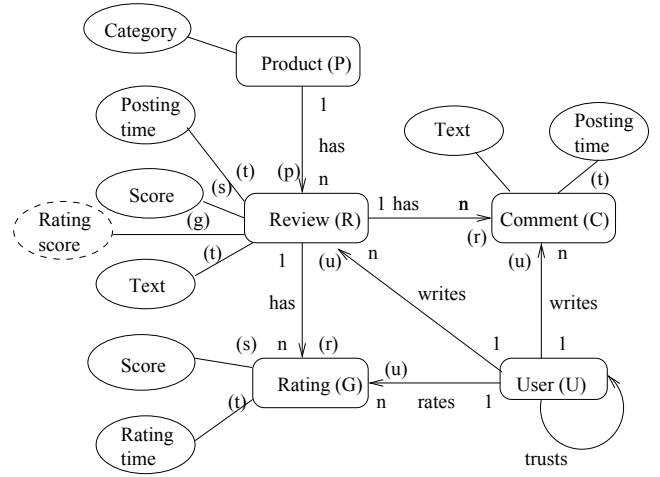 Category
Product (P)
1
has
(p)
n
Posting
time
(t)
Score
(s)
Rating
score
(g)
Text
(t)
Review (R)
1 has
n
(r)
Text
Posting
time
(t)
Comment (C)
1
has
n
(r)
(u)
n
writes
1
(u)
n
writes
1
Score
(s)
Rating
time
(t)
Rating (G)
(u)
n
rates
1
User (U)
trusts